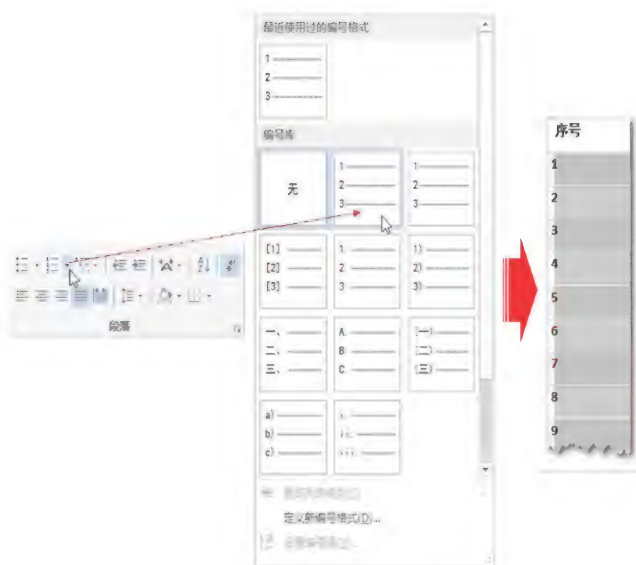 最近使用过的编号格式
1
2
3
编号库
无
1
2
3
1
2
3
[1]
[2]
[3]
1
2
3
1)
2)
3)
一、
二、
三、
A.
B
C
(一)
(二)
(三)
a)
b)
c)
i.
ii.
iii.
定义新编号格式(D)...
段落
序号
1
2
3
4
5
6
7
8
9